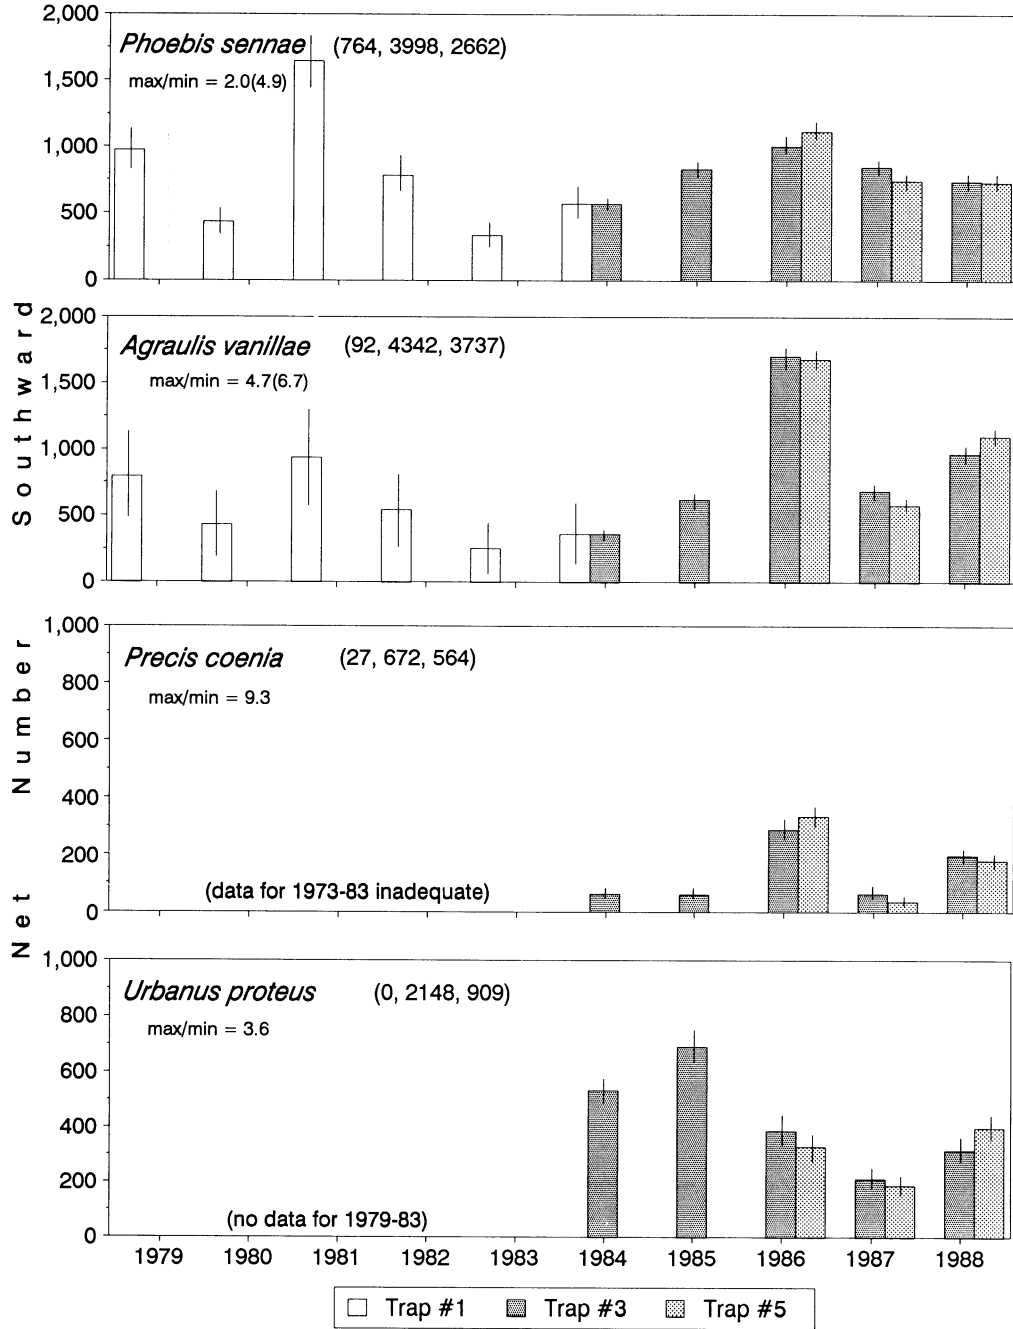 Southward
Net Number
2,000
1,500
1,000
500
0
Phoebis sennae (764, 3998, 2662)
max/min = 2.0(4.9)
2,000
1,500
1,000
500
0
Agraulis vanillae (92, 4342, 3737)
max/min = 4.7(6.7)
1,000
800
600
400
200
0
Precis coenia (27, 672, 564)
max/min = 9.3
(data for 1973-83 inadequate)
1,000
800
600
400
200
0
Urbanus proteus (0, 2148, 909)
max/min = 3.6
(no data for 1979-83)
1979 1980 1981 1982 1983 1984 1985 1986 1987 1988
Trap #1 Trap #3 Trap #5